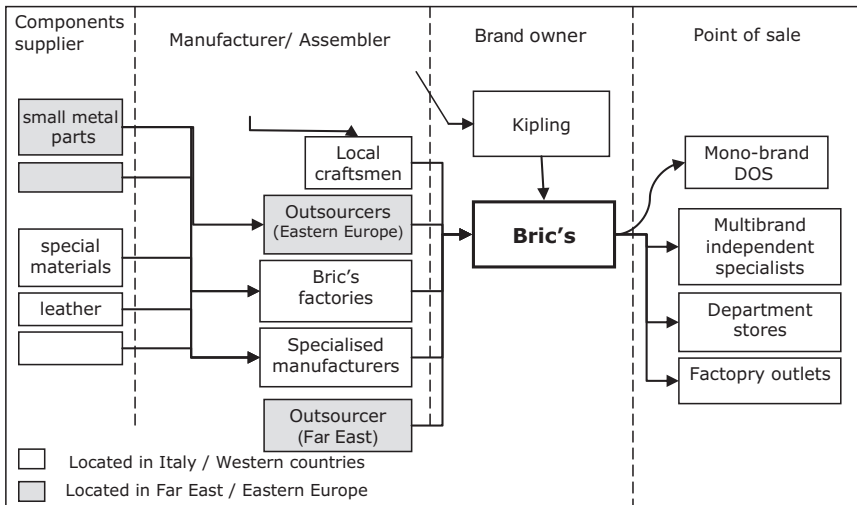 Components
supplier
Manufacturer/ Assembler
Brand owner
Point of sale
small metal
parts
special
materials
leather
Local
craftsmen
Outsourcers
(Eastern Europe)
Bric's
factories
Specialised
manufacturers
Outsourcer
(Far East)
Kipling
Bric's
Mono-brand
DOS
Multibrand
independent
specialists
Department
stores
Factopry outlets
Located in Italy / Western countries
Located in Far East / Eastern Europe